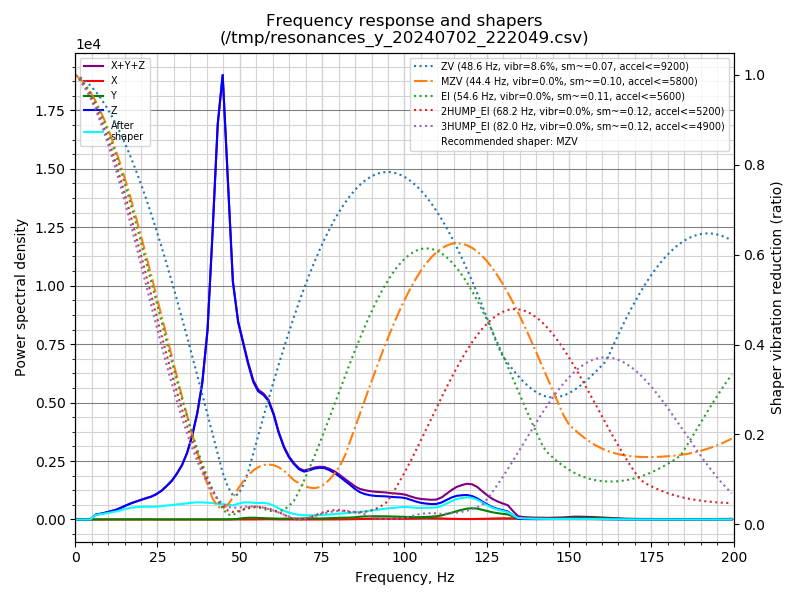 Frequency response and shapers
(/tmp/resonances_y_20240702_222049.csv)
1e4
X+Y+Z
X
Y
Z
After
shaper
ZV (48.6 Hz, vibr=8.6%, sm~=0.07, accel<=9200)
MZV (44.4 Hz, vibr=0.0%, sm~=0.10, accel<=5800)
EI (54.6 Hz, vibr=0.0%, sm~=0.11, accel<=5600)
2HUMP_EI (68.2 Hz, vibr=0.0%, sm~=0.12, accel<=5200)
3HUMP_EI (82.0 Hz, vibr=0.0%, sm~=0.12, accel<=4900)
Recommended shaper: MZV
Power spectral density
1.75
1.50
1.25
1.00
0.75
0.50
0.25
0.00
1.0
0.8
0.6
0.4
0.2
0.0
Shaper vibration reduction (ratio)
0 25 50 75 100 125 150 175 200
Frequency, Hz